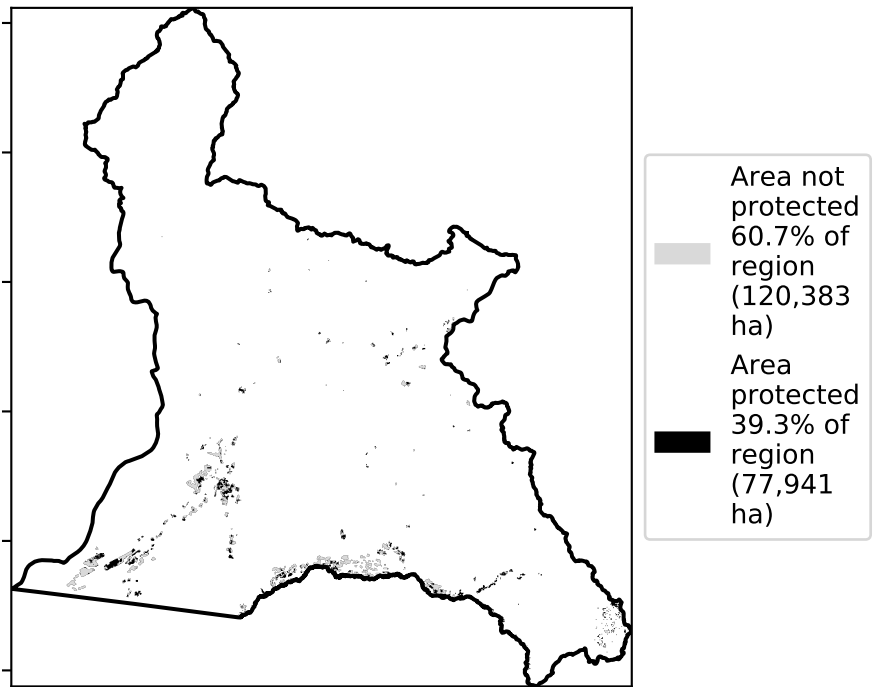 Area not
protected
60.7% of
region
(120,383
ha)
Area
protected
39.3% of
region
(77,941
ha)